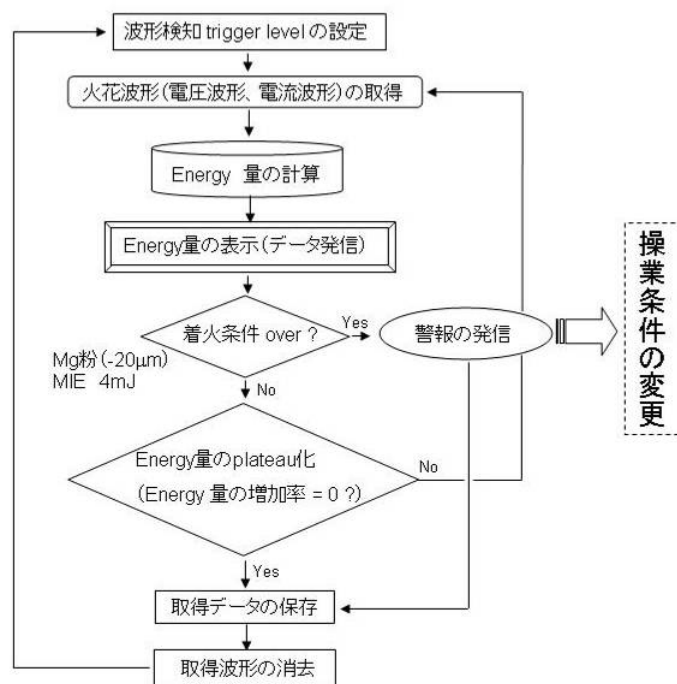 波形検知 trigger level の設定
火花波形(電圧波形、電流波形)の取得
Energy 量の計算
Energy量の表示(データ発信)
着火条件 over ?
Yes
警報の発信
操業条件の変更
Mg粉(-20μm)
MIE 4mJ
No
Energy量のplateau化
(Energy 量の増加率 = 0 ?)
No
Yes
取得データの保存
取得波形の消去